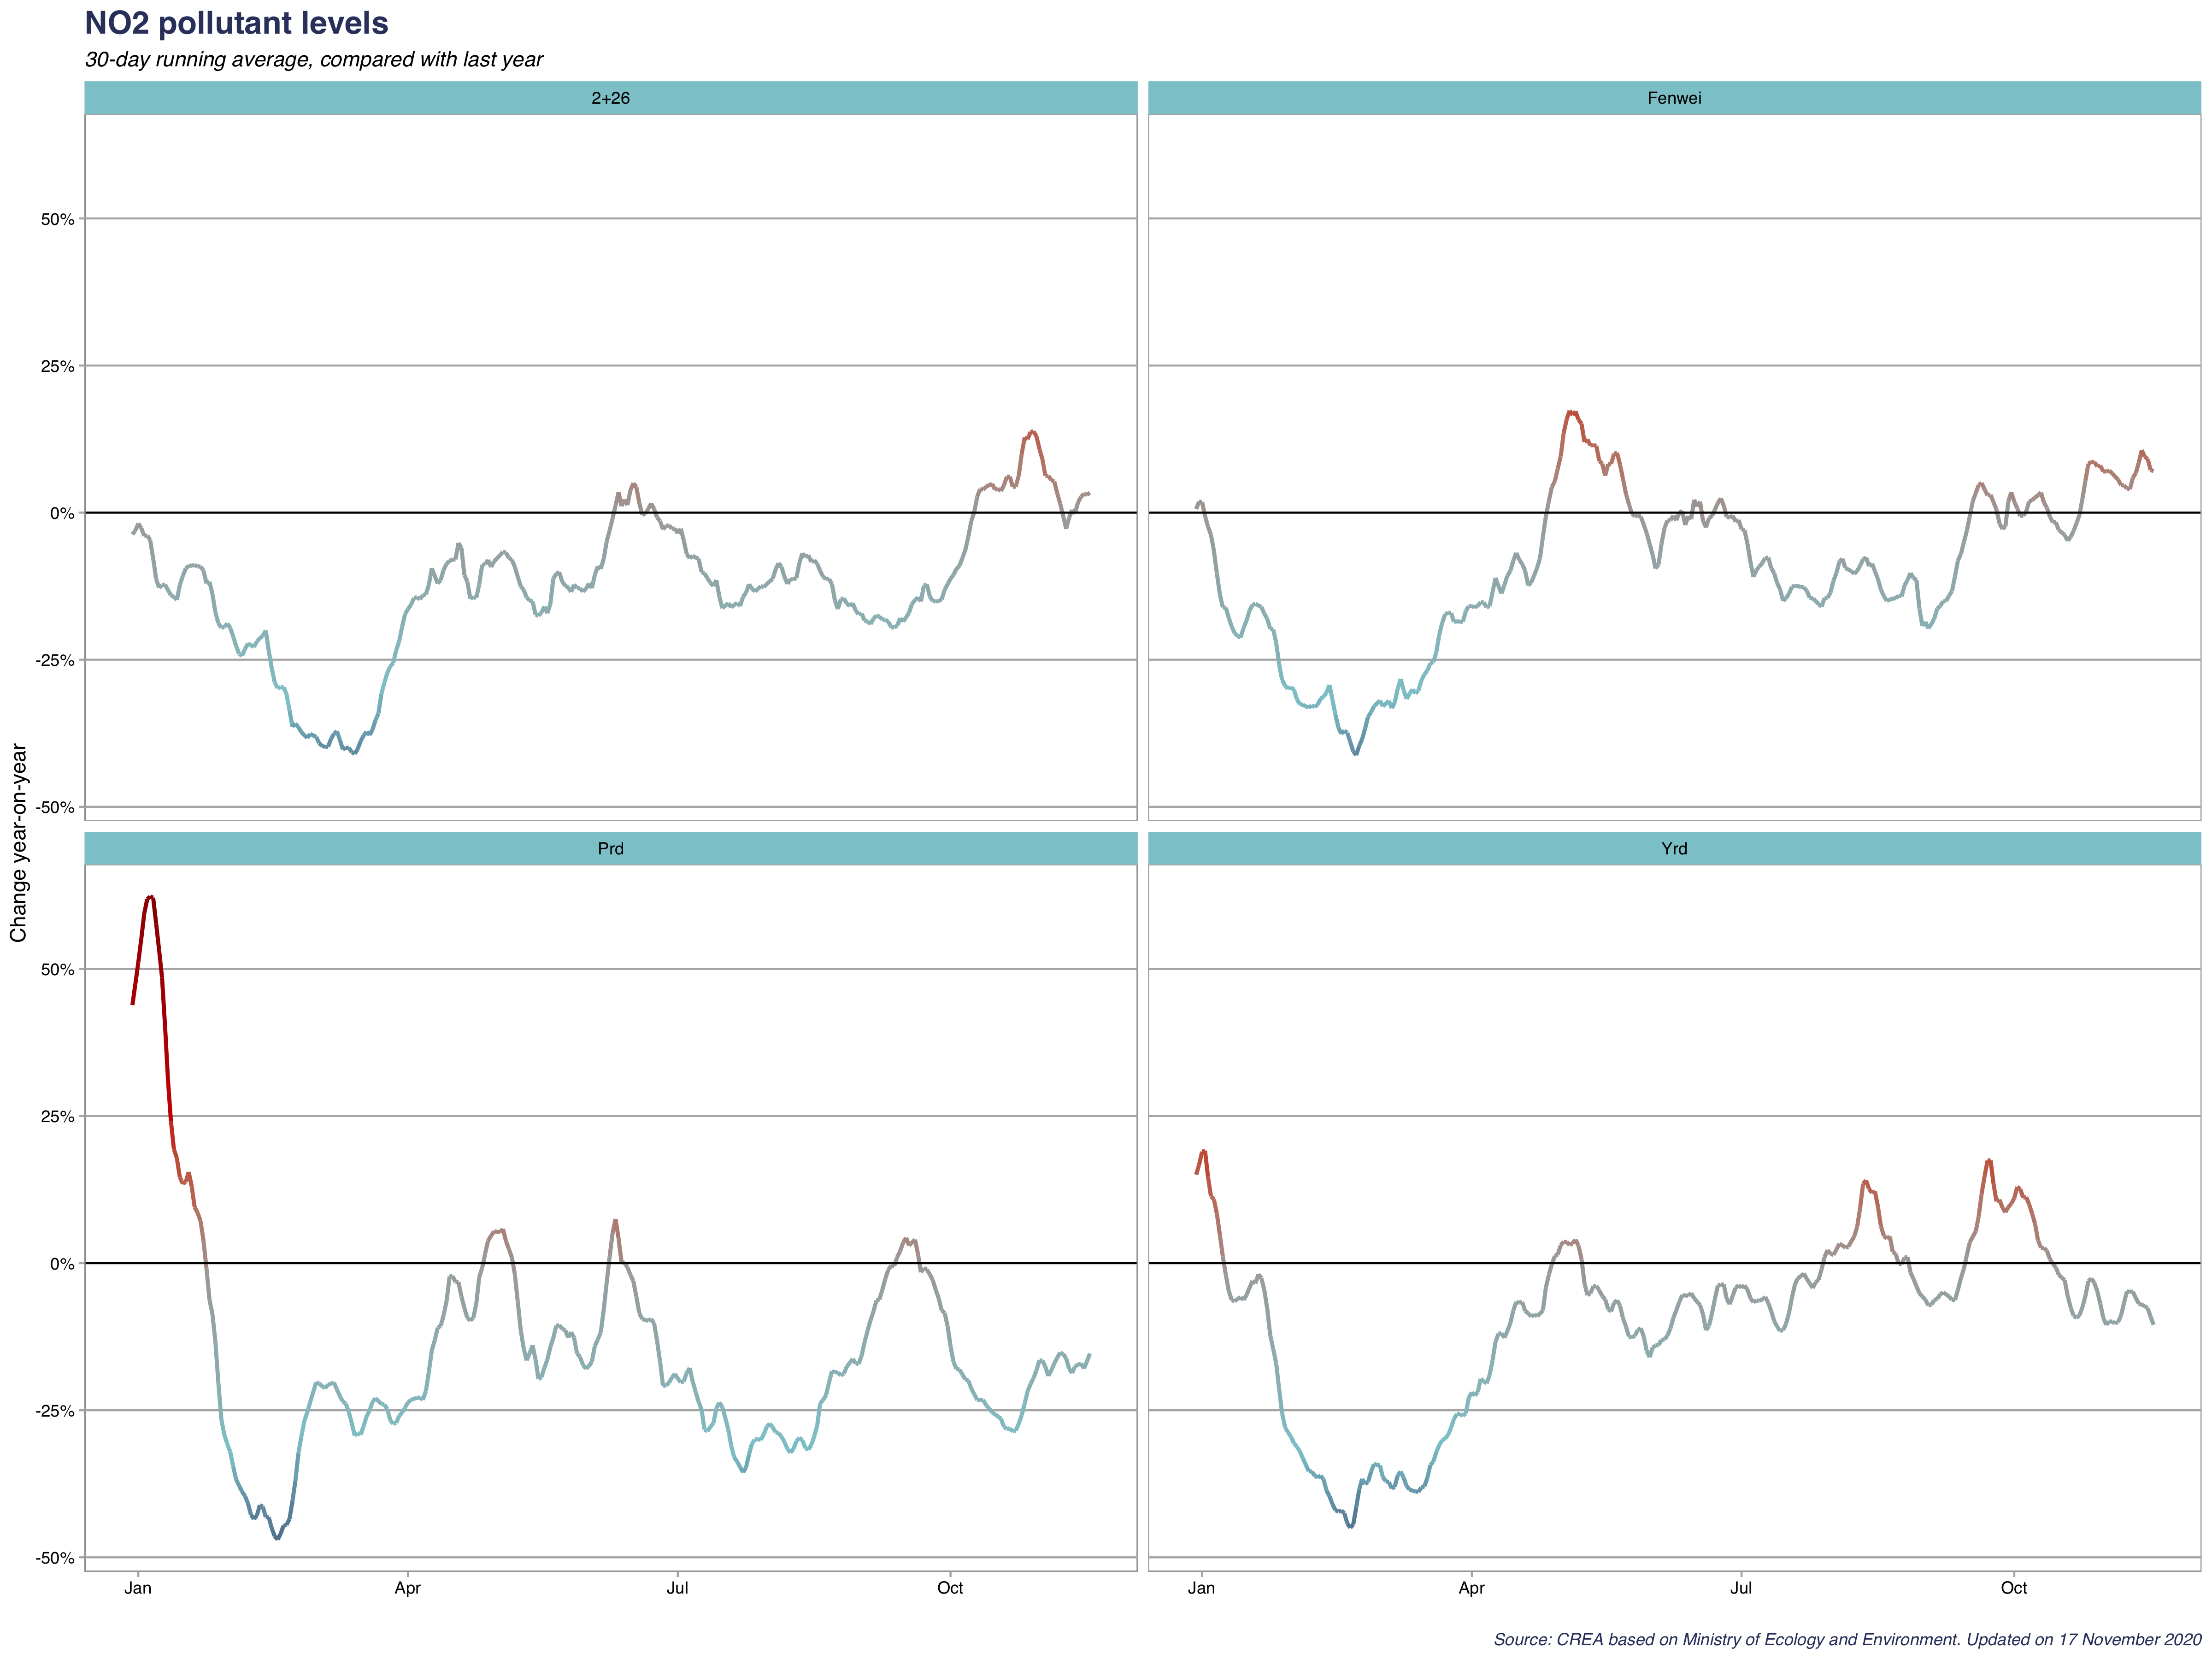 NO2 pollutant levels
30-day running average, compared with last year
2+26
Fenwei
50%
25%
0%
-25%
-50%
Change year-on-year
Prd
Yrd
50%
25%
0%
-25%
-50%
Jan Apr Jul Oct
Jan Apr Jul Oct
Source: CREA based on Ministry of Ecology and Environment. Updated on 17 November 2020